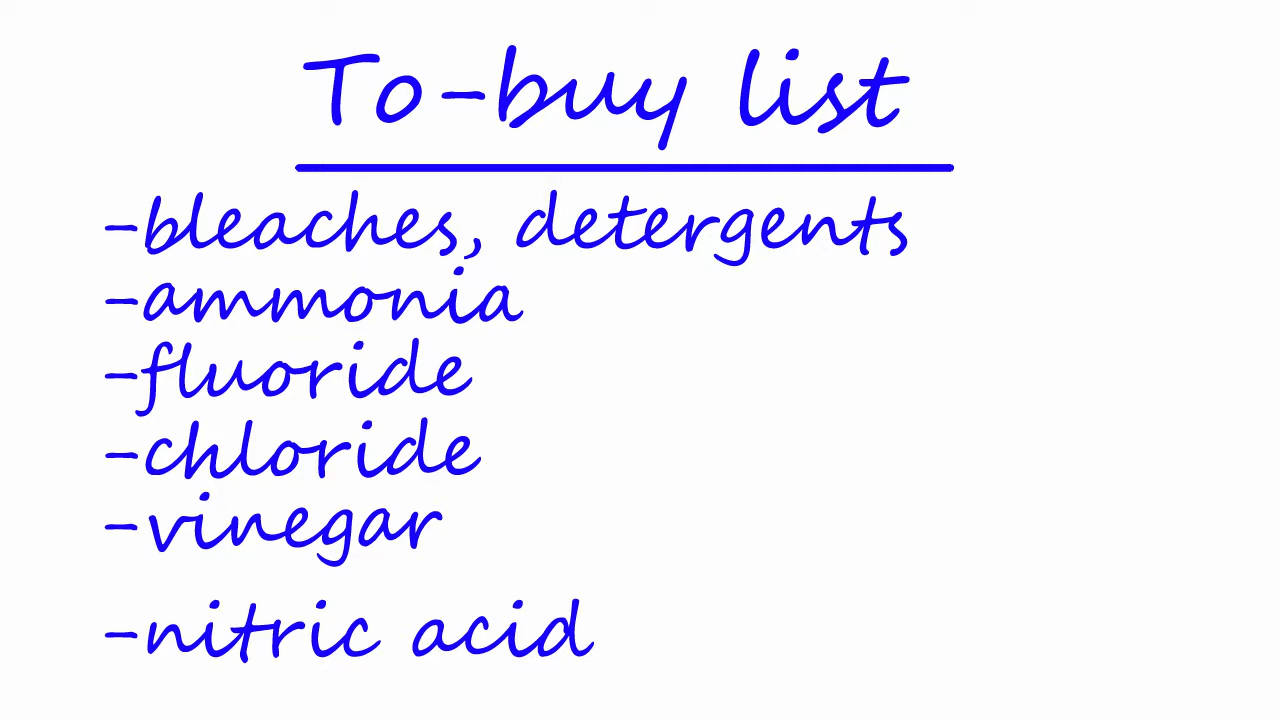 To-buy list
-bleaches, detergents
-ammonia
-fluoride
-chloride
-vinegar
-nitric acid